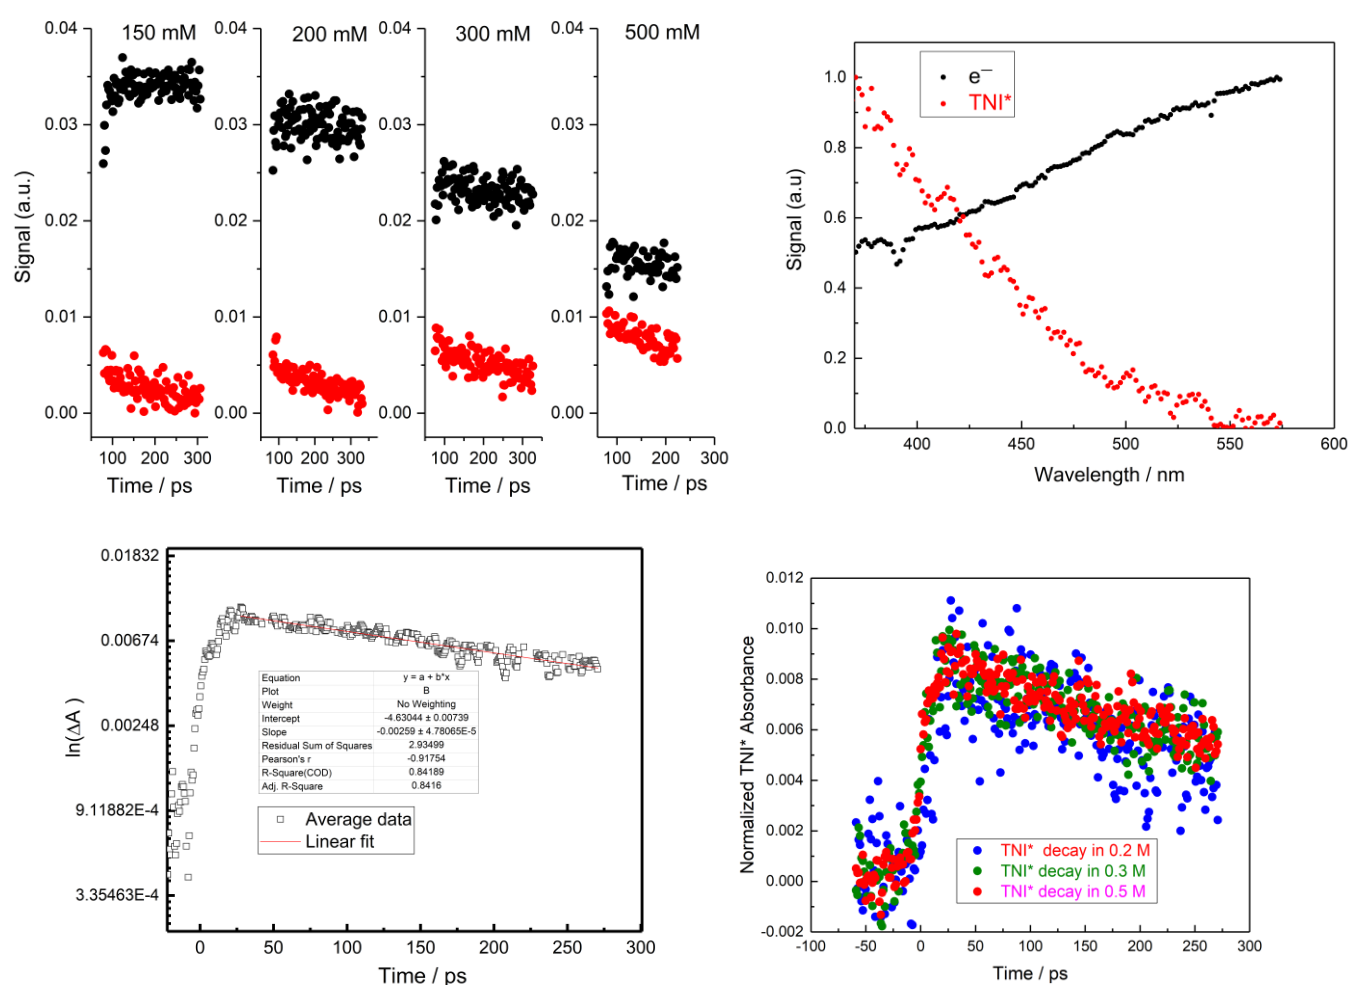 150 mM
200 mM
300 mM
500 mM
0.04
0.03
0.02
0.01
0.00
0.04
0.03
0.02
0.01
0.00
0.04
0.03
0.02
0.01
0.00
0.04
0.03
0.02
0.01
0.00
Signal (a.u.)
100 200 300
100 200 300
100 200 300
100 200 300
Time / ps
Time / ps
Time / ps
Time / ps
e−
TNI*
1.0
0.8
0.6
0.4
0.2
0.0
Signal (a.u)
400 450 500 550 600
Wavelength / nm
0.01832
0.00674
0.00248
9.11882E-4
3.35463E-4
ln(ΔA)
Equation y = a + b*x
Plot B
Weight No Weighting
Intercept -4.63044 ± 0.00739
Slope -0.00259 ± 4.78065E-5
Residual Sum of Squares 2.93499
Pearson's r -0.91754
R-Square(COD) 0.84189
Adj. R-Square 0.8416
Average data
Linear fit
0 50 100 150 200 250 300
Time / ps
0.012
0.010
0.008
0.006
0.004
0.002
0.000
-0.002
Normalized TNI* Absorbance
TNI* decay in 0.2 M
TNI* decay in 0.3 M
TNI* decay in 0.5 M
-100 -50 0 50 100 150 200 250 300
Time / ps